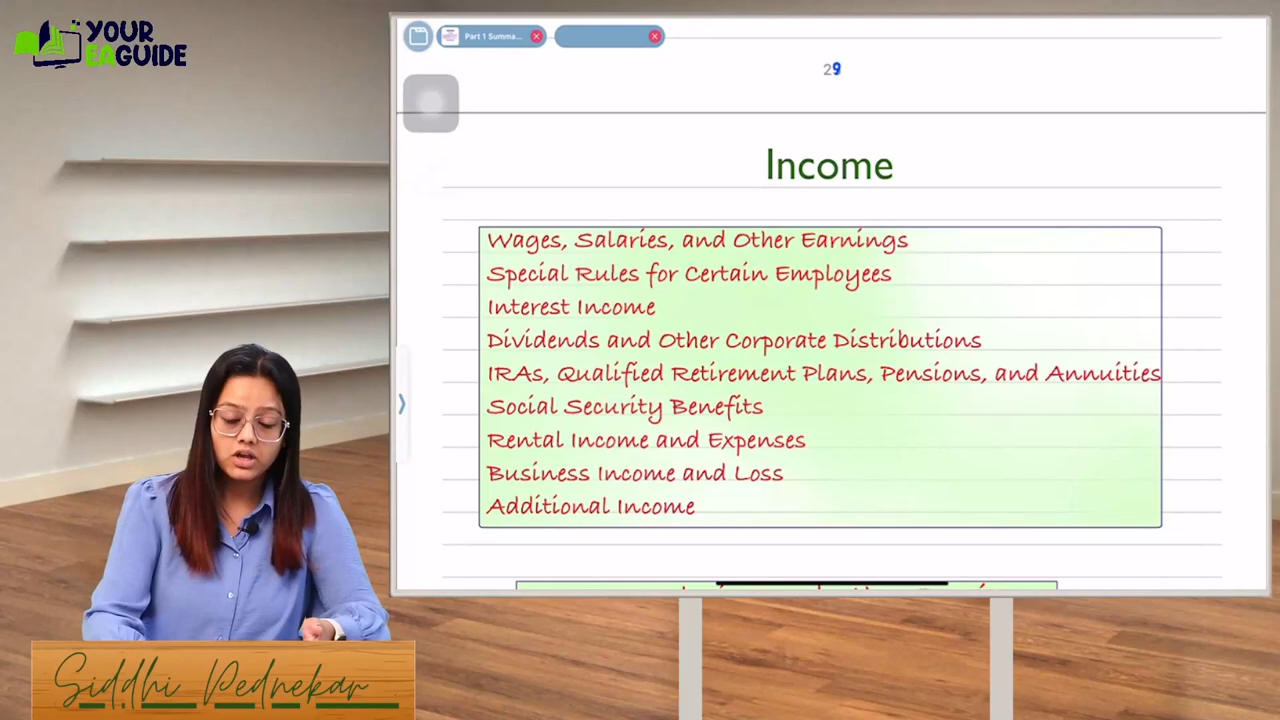 YOUR
EAGUIDE
Part 1 Summa...
29
Income
Wages, Salaries, and Other Earnings
Special Rules for Certain Employees
Interest Income
Dividends and Other Corporate Distributions
IRAs, Qualified Retirement Plans, Pensions, and Annuities
Social Security Benefits
Rental Income and Expenses
Business Income and Loss
Additional Income
Siddhi Pednekar